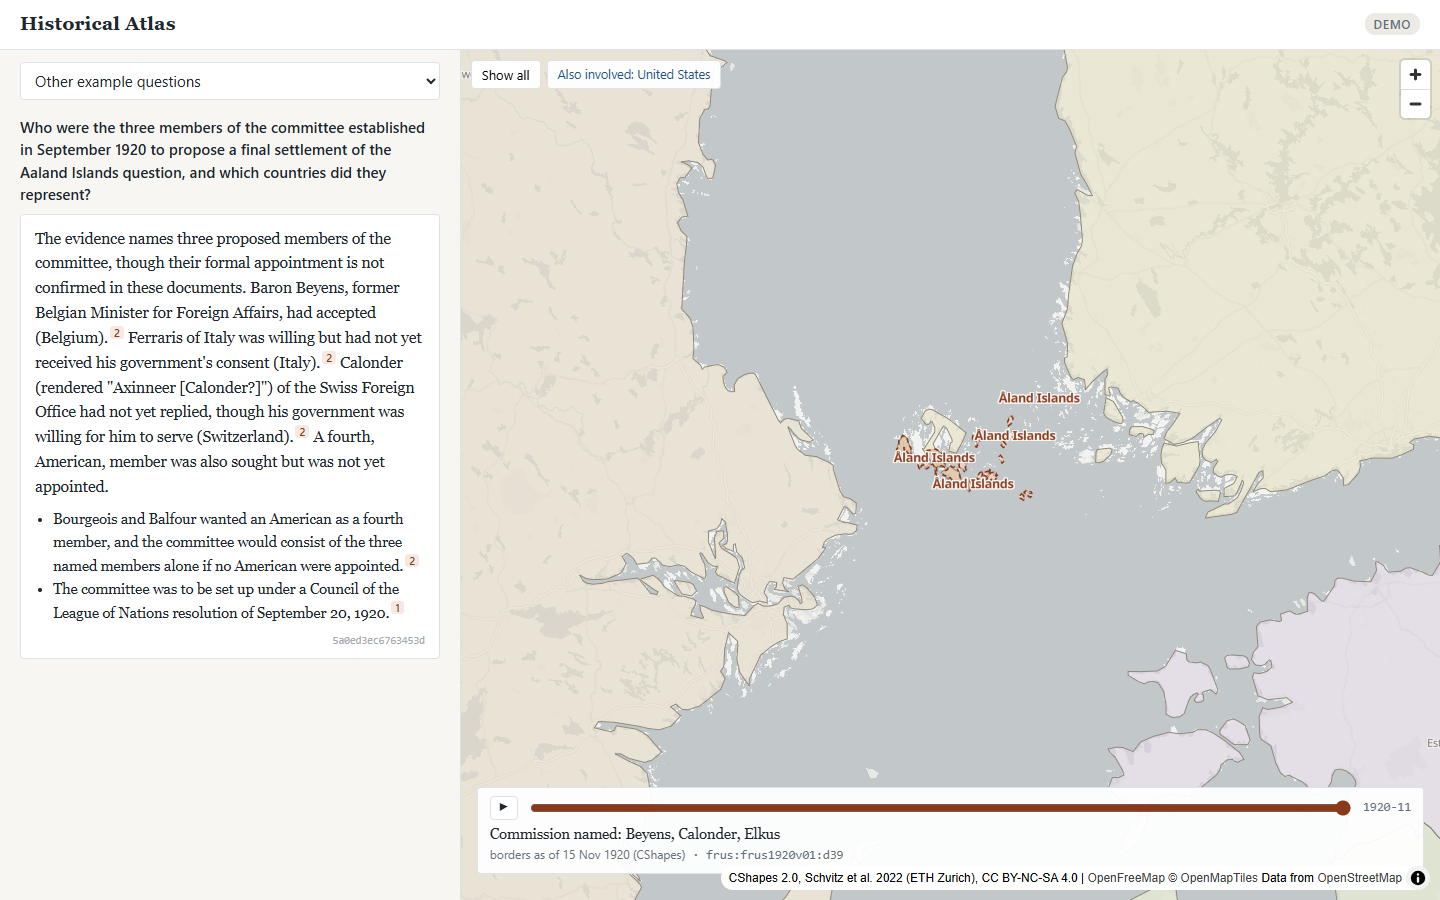 Historical Atlas
DEMO
Other example questions
Who were the three members of the committee established
in September 1920 to propose a final settlement of the
Aaland Islands question, and which countries did they
represent?
The evidence names three proposed members of the
committee, though their formal appointment is not
confirmed in these documents. Baron Beyens, former
Belgian Minister for Foreign Affairs, had accepted
(Belgium). 2 Ferraris of Italy was willing but had not yet
received his government's consent (Italy). 2 Calonder
(rendered "Axinneer [Calonder?]") of the Swiss Foreign
Office had not yet replied, though his government was
willing for him to serve (Switzerland). 2 A fourth,
American, member was also sought but was not yet
appointed.
• Bourgeois and Balfour wanted an American as a fourth
member, and the committee would consist of the three
named members alone if no American were appointed. 2
• The committee was to be set up under a Council of the
League of Nations resolution of September 20, 1920. 1
5a0ed3ec6763453d
Show all
Also involved: United States
+
−
Åland Islands
Åland Islands
Åland Islands
Åland Islands
Est
1920-11
Commission named: Beyens, Calonder, Elkus
borders as of 15 Nov 1920 (CShapes) · frus:frus1920v01:d39
CShapes 2.0, Schvitz et al. 2022 (ETH Zurich), CC BY-NC-SA 4.0 | OpenFreeMap © OpenMapTiles Data from OpenStreetMap